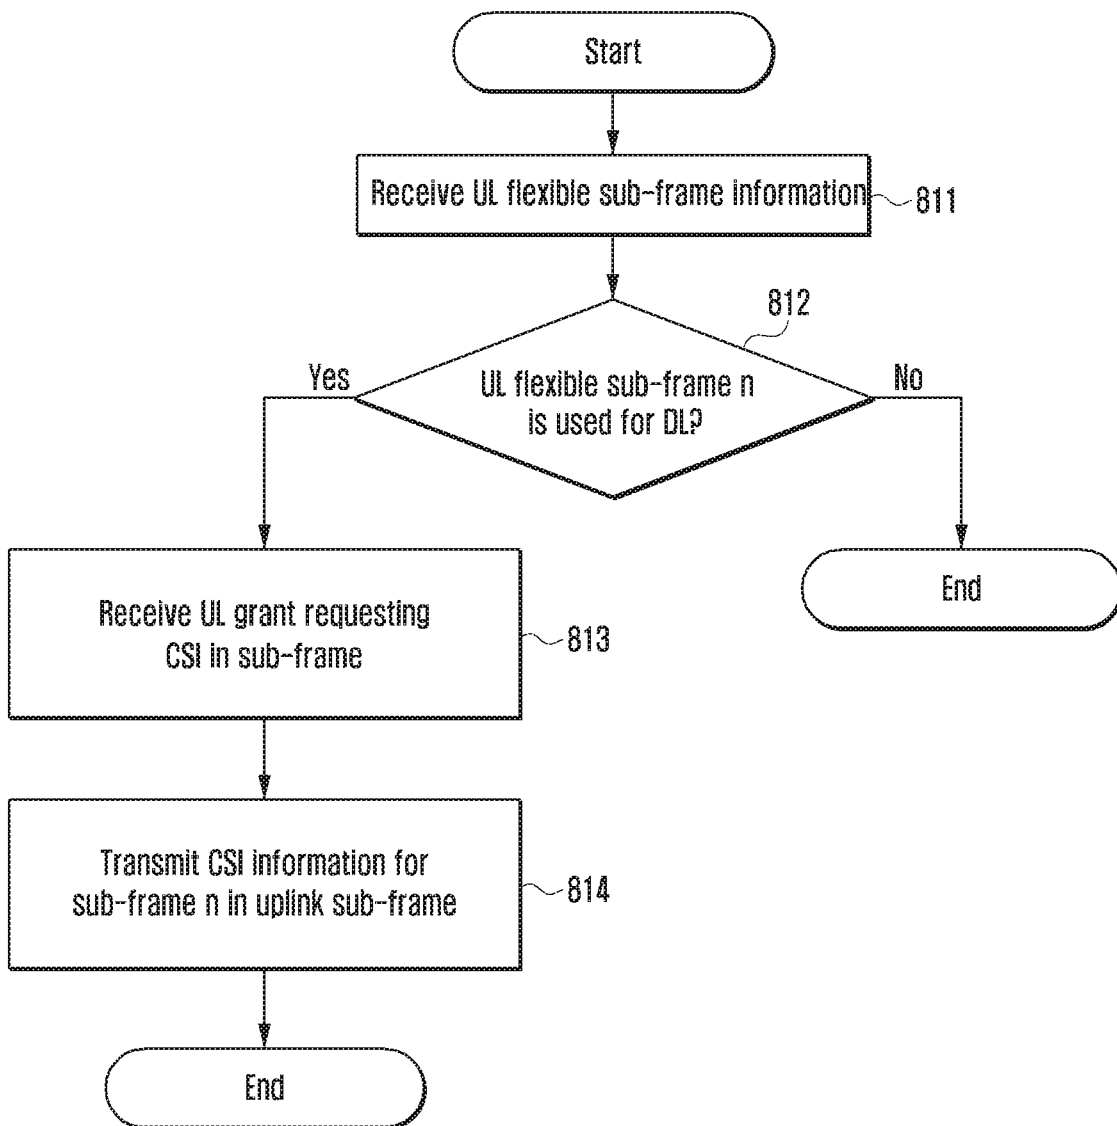 Start
Receive UL flexible sub-frame information
811
812
UL flexible sub-frame n
is used for DL?
Yes
No
Receive UL grant requesting
CSI in sub-frame
813
End
Transmit CSI information for
sub-frame n in uplink sub-frame
814
End